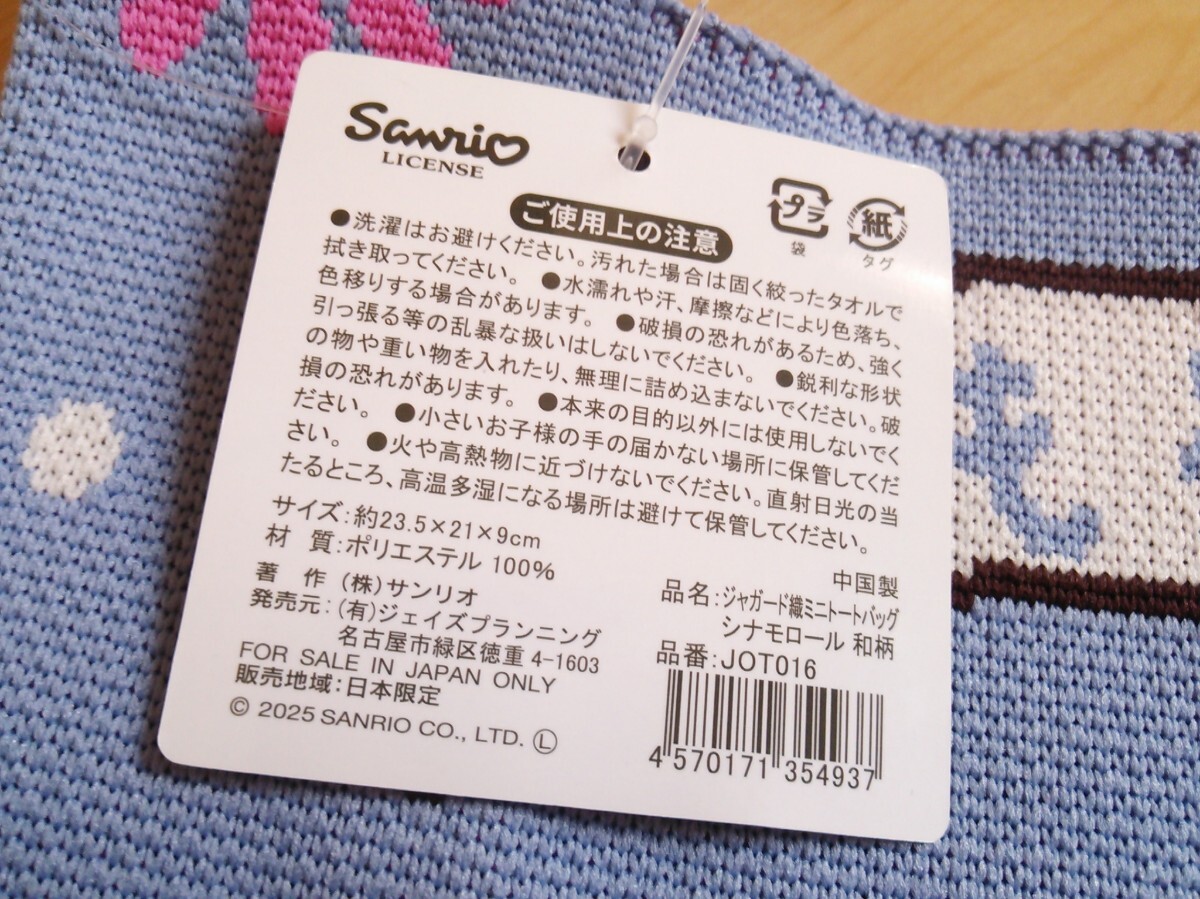 Sanrio
LICENSE
プラ
袋
紙
タグ
ご使用上の注意
●洗濯はお避けください。汚れた場合は固く絞ったタオルで
拭き取ってください。 ●水濡れや汗、摩擦などにより色落ち、
色移りする場合があります。 ●破損の恐れがあるため、強く
引っ張る等の乱暴な扱いはしないでください。 ●鋭利な形状
の物や重い物を入れたり、無理に詰め込まないでください。破
損の恐れがあります。 ●本来の目的以外には使用しないでく
ださい。 ●小さいお子様の手の届かない場所に保管してくだ
さい。 ●火や高熱物に近づけないでください。直射日光の当
たるところ、高温多湿になる場所は避けて保管してください。
サイズ:約23.5×21×9cm
材 質:ポリエステル 100%
著 作 (株)サンリオ
発売元:(有)ジェイズプランニング
名古屋市緑区徳重 4-1603
FOR SALE IN JAPAN ONLY
販売地域:日本限定
© 2025 SANRIO CO., LTD. Ⓛ
中国製
品名:ジャガード織ミニトートバッグ
シナモロール 和柄
品番:JOT016
4 570171 354937